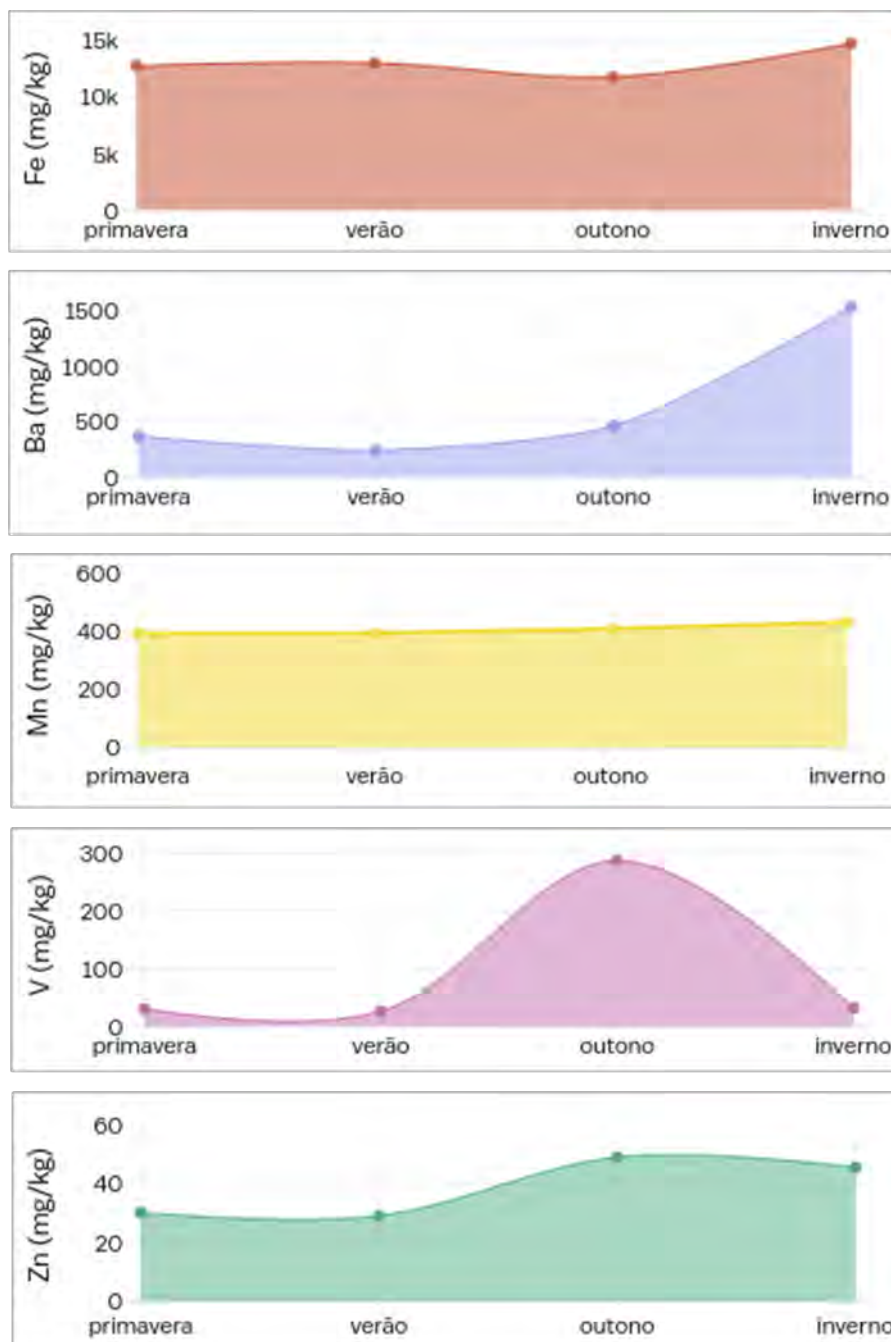 Fe (mg/kg)
15k
10k
5k
0
primavera verão outono inverno
Ba (mg/kg)
1500
1000
500
0
primavera verão outono inverno
Mn (mg/kg)
600
400
200
0
primavera verão outono inverno
V (mg/kg)
300
200
100
0
primavera verão outono inverno
Zn (mg/kg)
60
40
20
0
primavera verão outono inverno